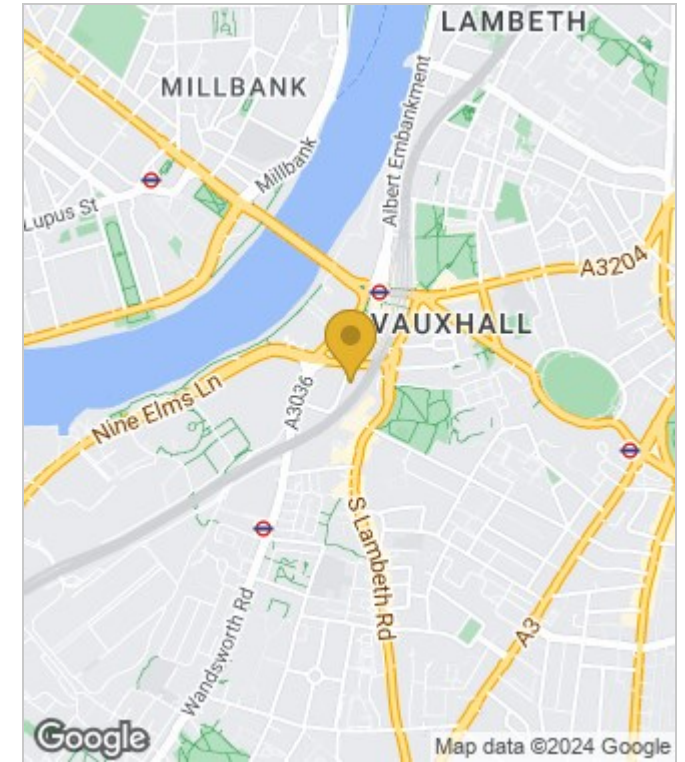 LAMBETH
MILLBANK
Albert Embankment
Millbank
Lupus St
A3204
VAUXHALL
A3036
Nine Elms Ln
S Lambeth Rd
A3
Wandsworth Rd
Google
Map data ©2024 Google